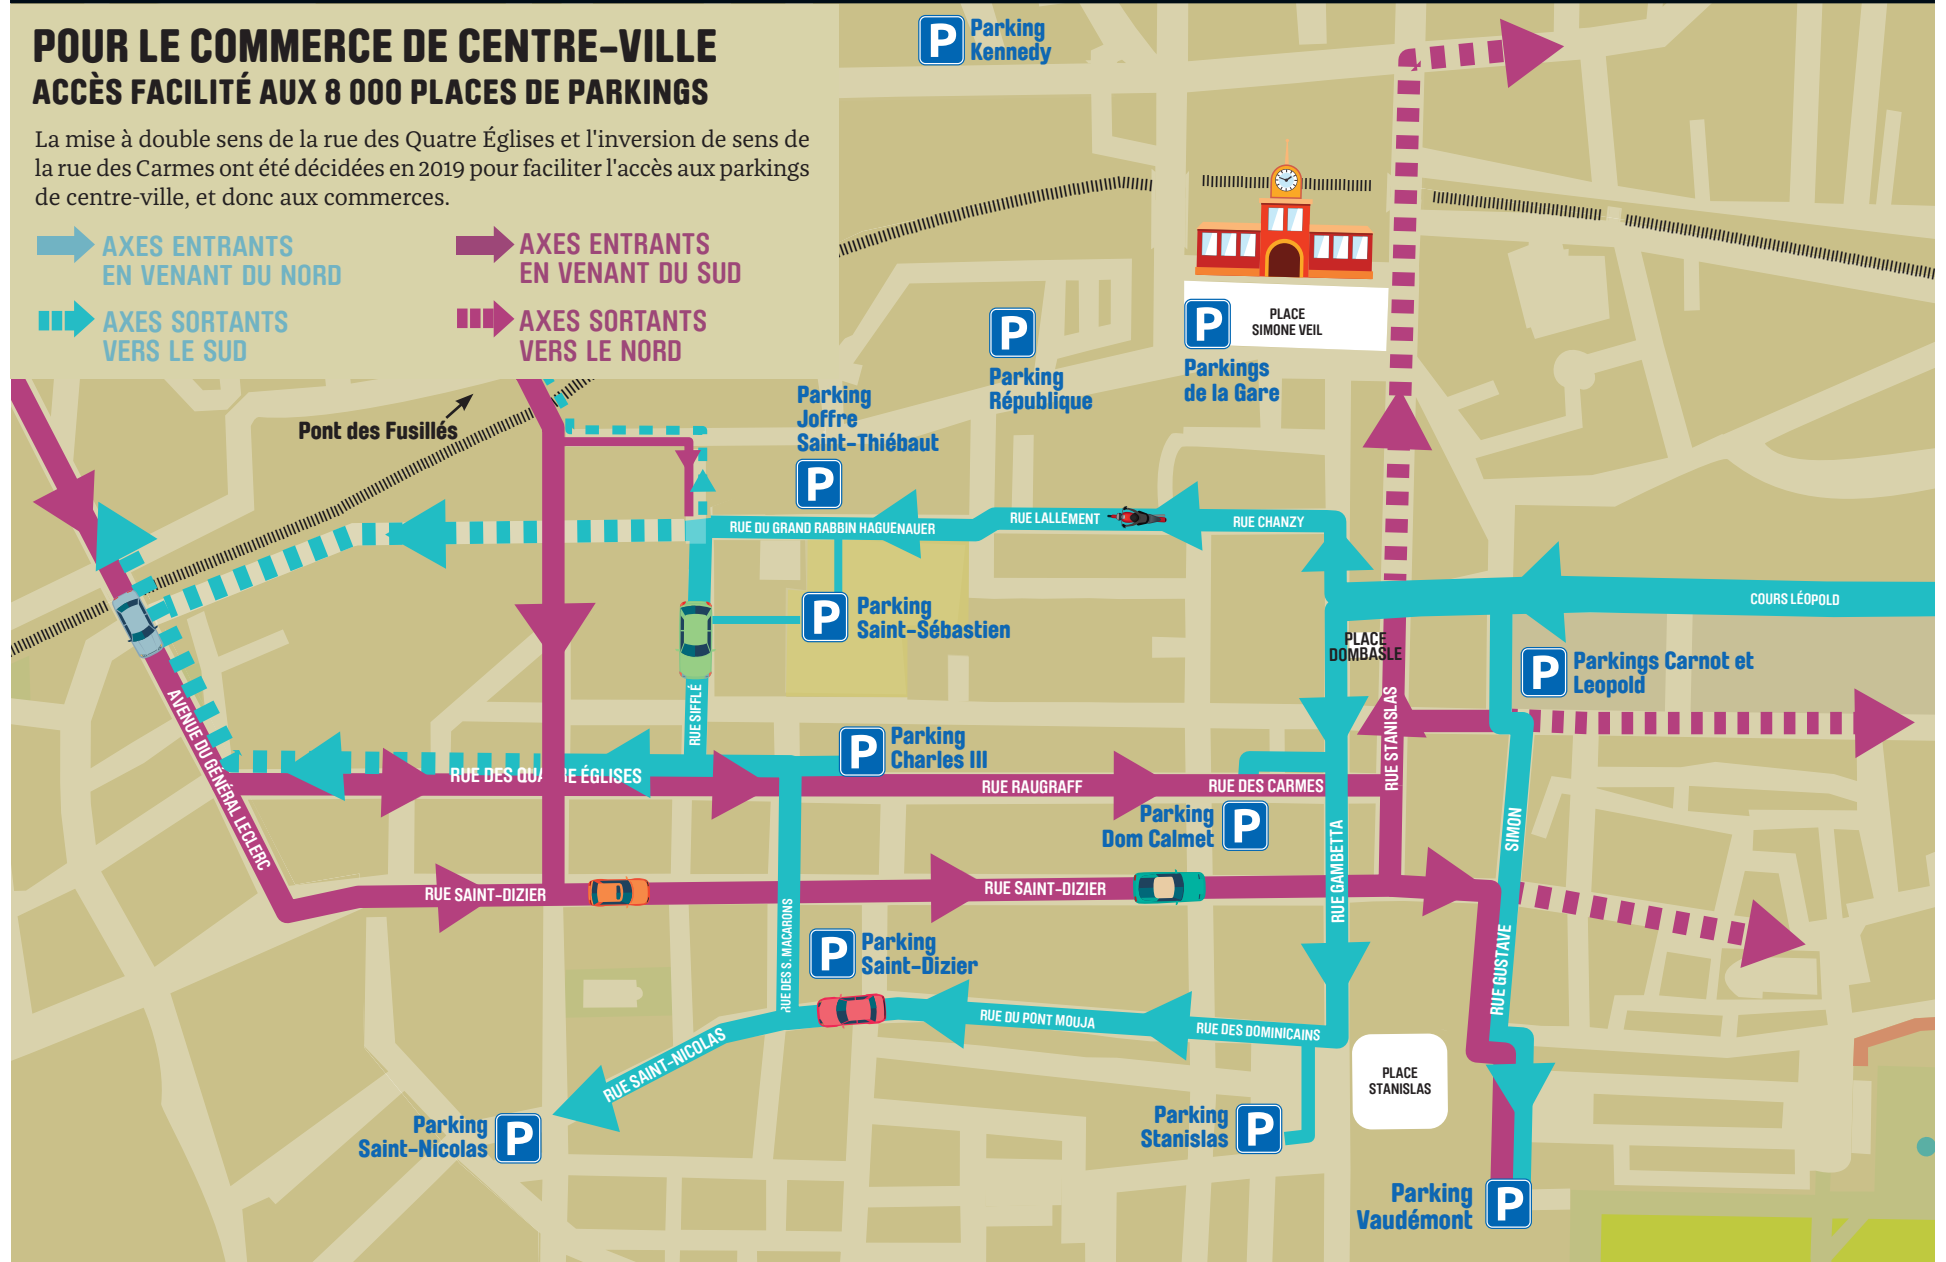 POUR LE COMMERCE DE CENTRE-VILLE
ACCÈS FACILITÉ AUX 8 000 PLACES DE PARKINGS
La mise à double sens de la rue des Quatre Églises et l'inversion de sens de
la rue des Carmes ont été décidées en 2019 pour faciliter l'accès aux parkings
de centre-ville, et donc aux commerces.
AXES ENTRANTS
EN VENANT DU NORD
AXES ENTRANTS
EN VENANT DU SUD
AXES SORTANTS
VERS LE SUD
AXES SORTANTS
VERS LE NORD
P
Parking
Kennedy
PLACE
SIMONE VEIL
P
Parkings
de la Gare
P
Parking
République
Parking
Joffre
Saint-Thiébaut
P
Pont des Fusillés
RUE DU GRAND RABBIN HAGUENAUER
RUE LALLEMENT
RUE CHANZY
COURS LÉOPOLD
P
Parking
Saint-Sébastien
PLACE
DOMBASLE
P
Parkings Carnot et
Leopold
AVENUE DU GÉNÉRAL LECLERC
RUE SIFFLÉ
RUE STANISLAS
P
Parking
Charles III
RUE DES QUATRE ÉGLISES
RUE RAUGRAFF
RUE DES CARMES
Parking
Dom Calmet
P
RUE GAMBETTA
RUE GUSTAVE SIMON
RUE SAINT-DIZIER
RUE SAINT-DIZIER
RUE DES S. MACARONS
P
Parking
Saint-Dizier
RUE DU PONT MOUJA
RUE DES DOMINICAINS
RUE SAINT-NICOLAS
PLACE
STANISLAS
Parking
Saint-Nicolas
P
Parking
Stanislas
P
Parking
Vaudémont
P